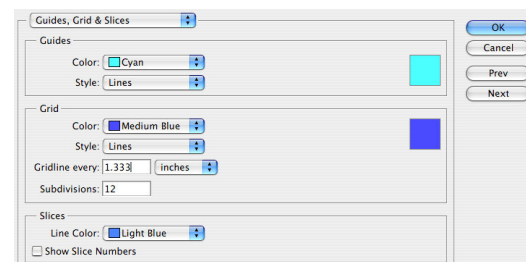 Guides, Grid & Slices
OK
Cancel
Prev
Next
Guides
Color: Cyan
Style: Lines
Grid
Color: Medium Blue
Style: Lines
Gridline every: 1.333 inches
Subdivisions: 12
Slices
Line Color: Light Blue
Show Slice Numbers